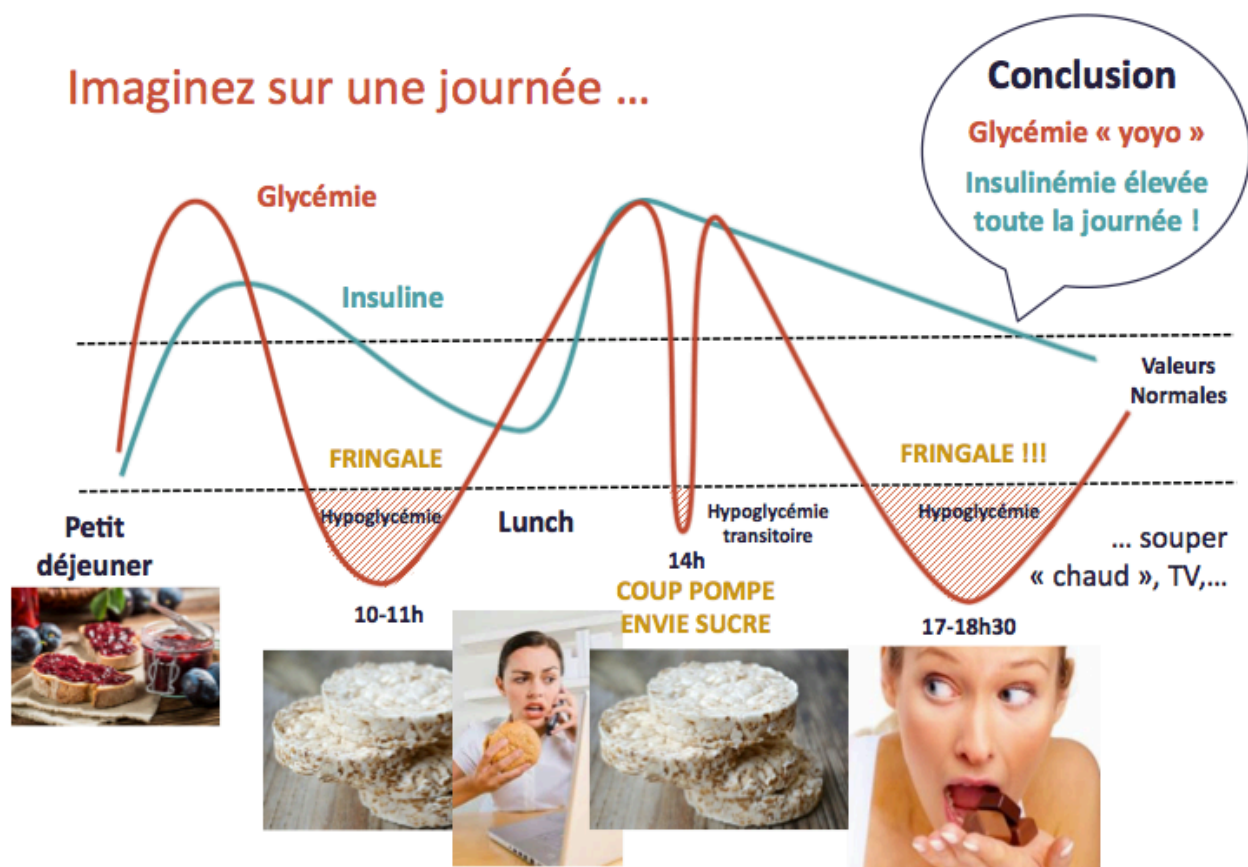 Imaginez sur une journée ...
Conclusion
Glycémie « yoyo »
Insulinémie élevée
toute la journée !
Glycémie
Insuline
Valeurs
Normales
FRINGALE
FRINGALE !!!
Hypoglycémie
Lunch
Hypoglycémie
transitoire
Hypoglycémie
Petit
déjeuner
... souper
« chaud », TV,...
14h
10-11h
COUP POMPE
ENVIE SUCRE
17-18h30